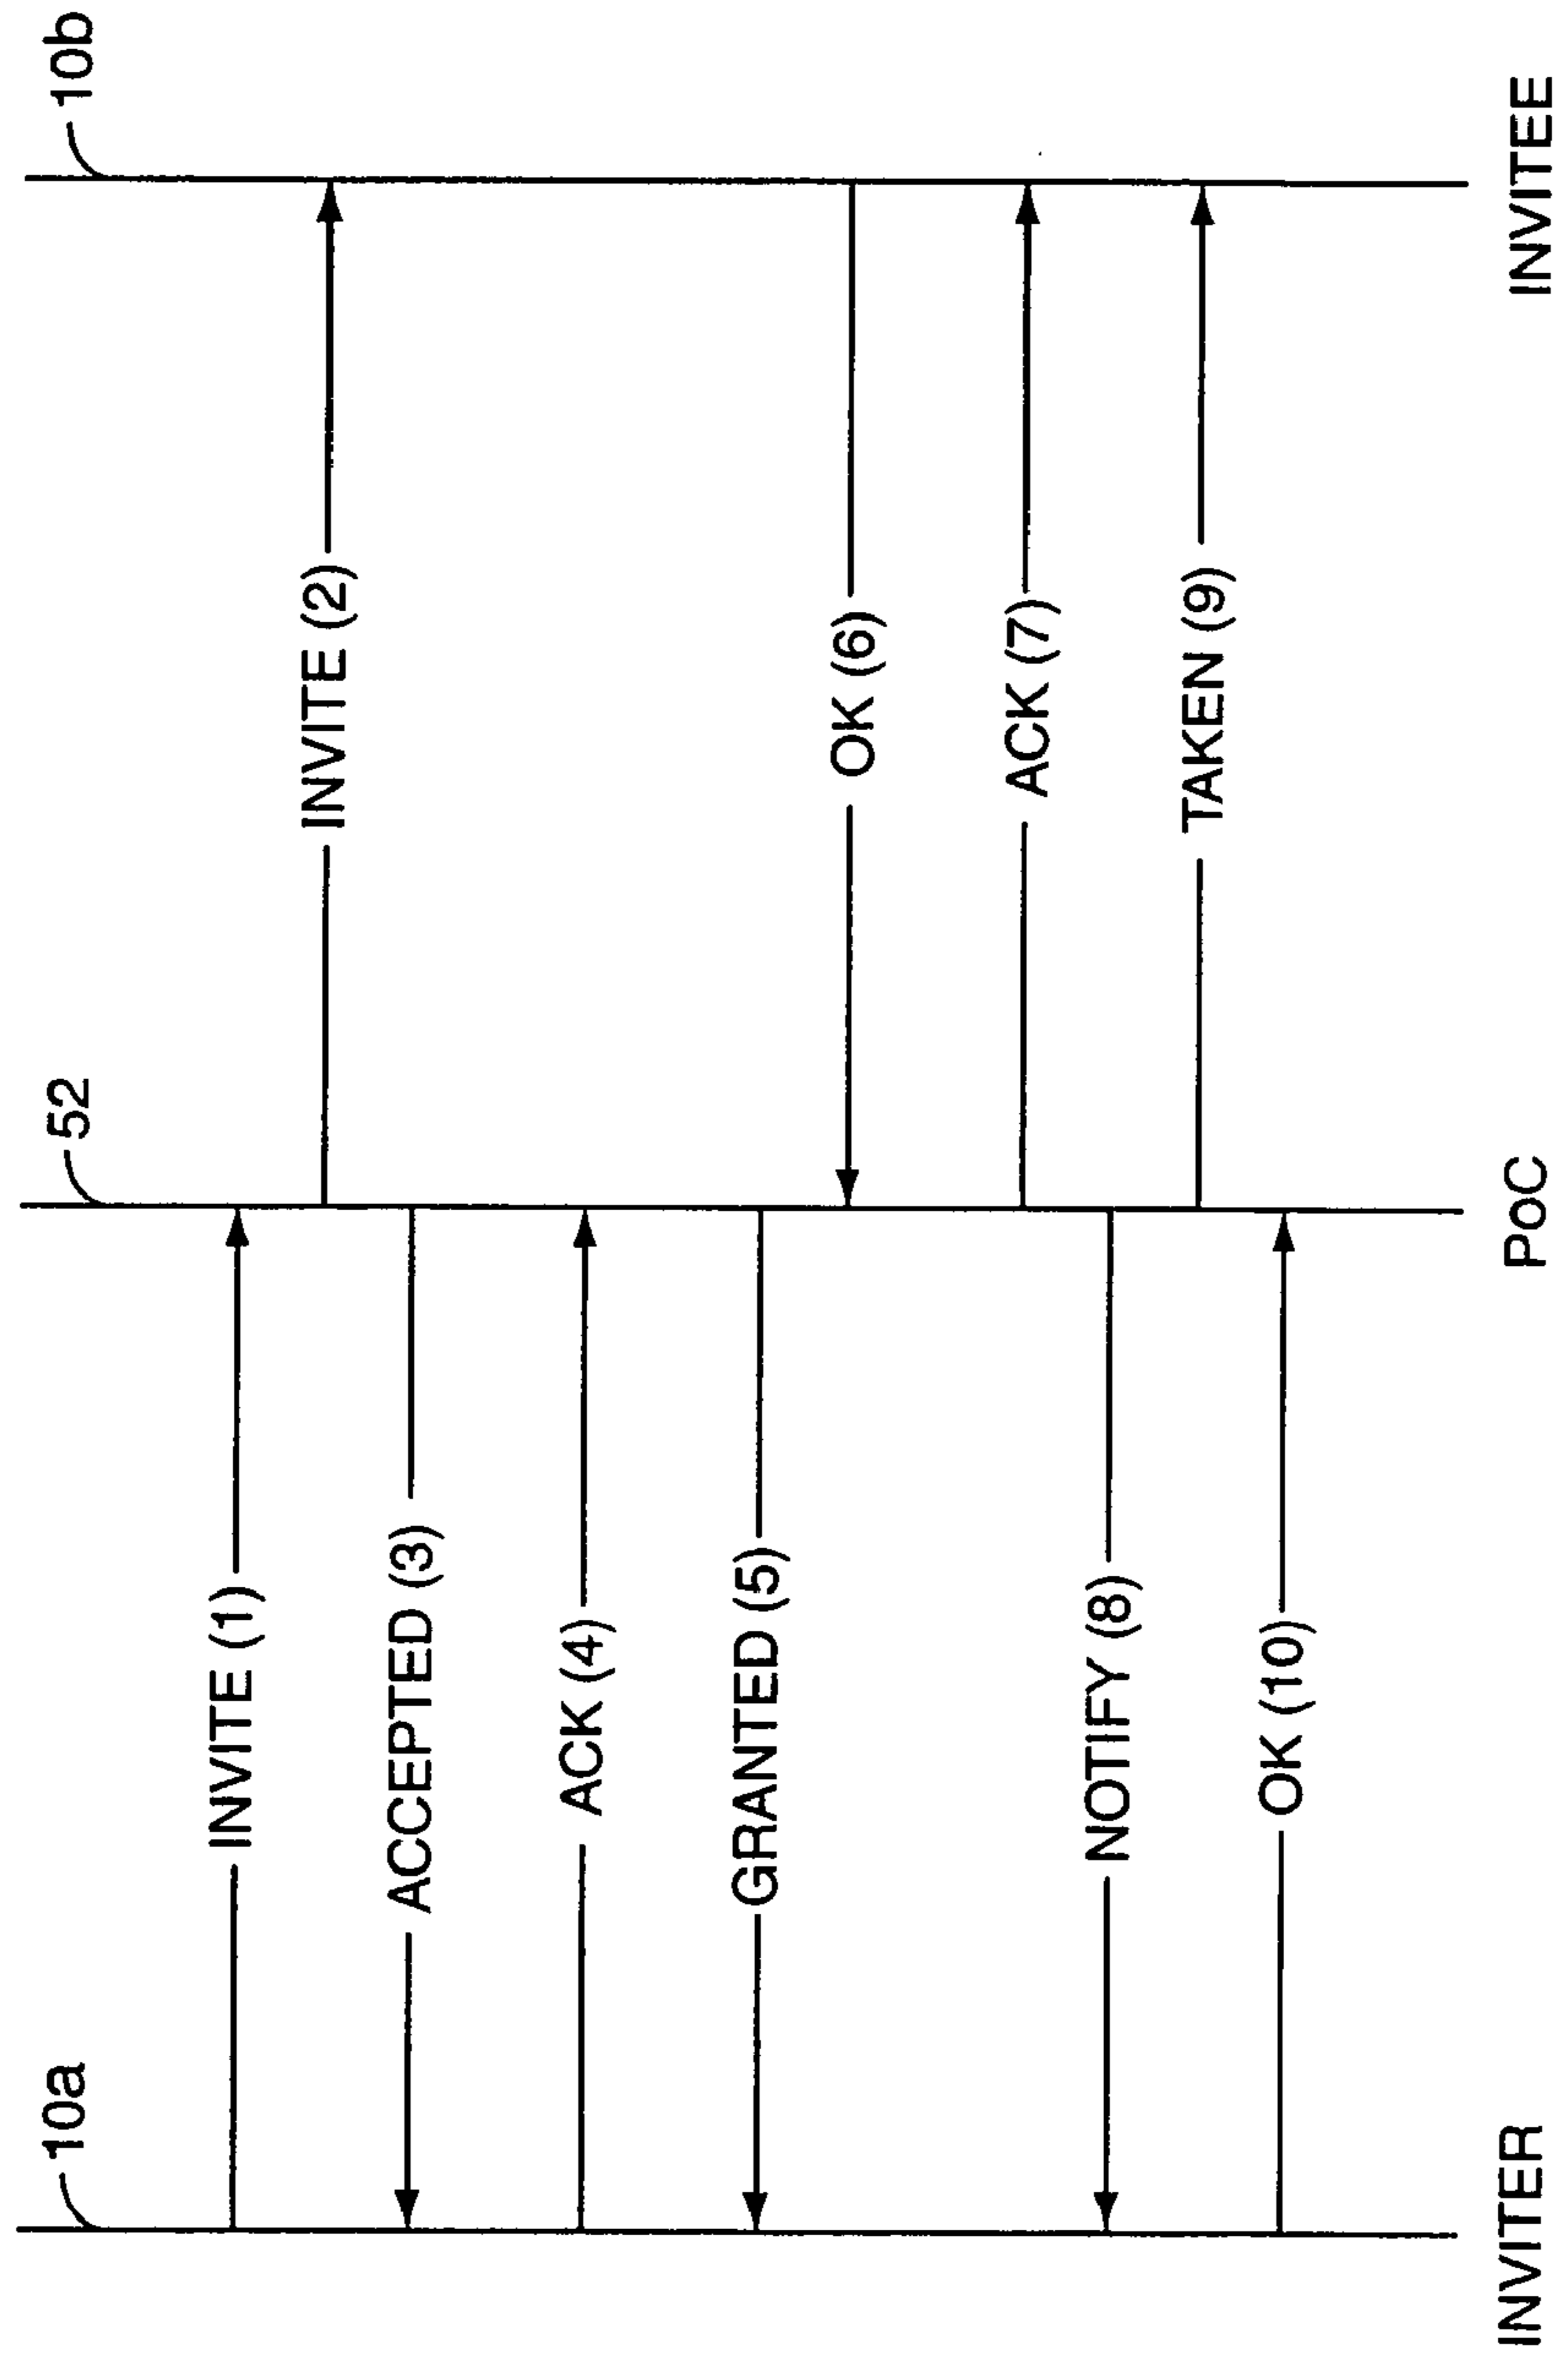 10a
52
10b
INVITE (1)
INVITE (2)
ACCEPTED (3)
ACK (4)
GRANTED (5)
OK (6)
ACK (7)
NOTIFY (8)
TAKEN (9)
OK (10)
INVITER
PoC
INVITEE